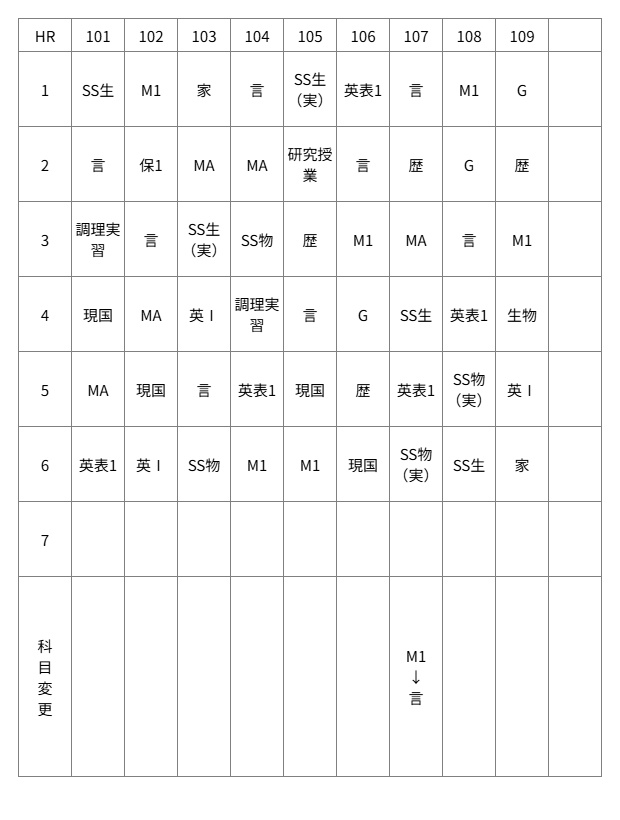 HR 101 102 103 104 105 106 107 108 109
1 SS生 M1 家 言 SS生（実） 英表1 言 M1 G
2 言 保1 MA MA 研究授業 言 歴 G 歴
3 調理実習 言 SS生（実） SS物 歴 M1 MA 言 M1
4 現国 MA 英Ⅰ 調理実習 言 G SS生 英表1 生物
5 MA 現国 言 英表1 現国 歴 英表1 SS物（実） 英Ⅰ
6 英表1 英Ⅰ SS物 M1 M1 現国 SS物（実） SS生 家
7
科目変更 M1↓言